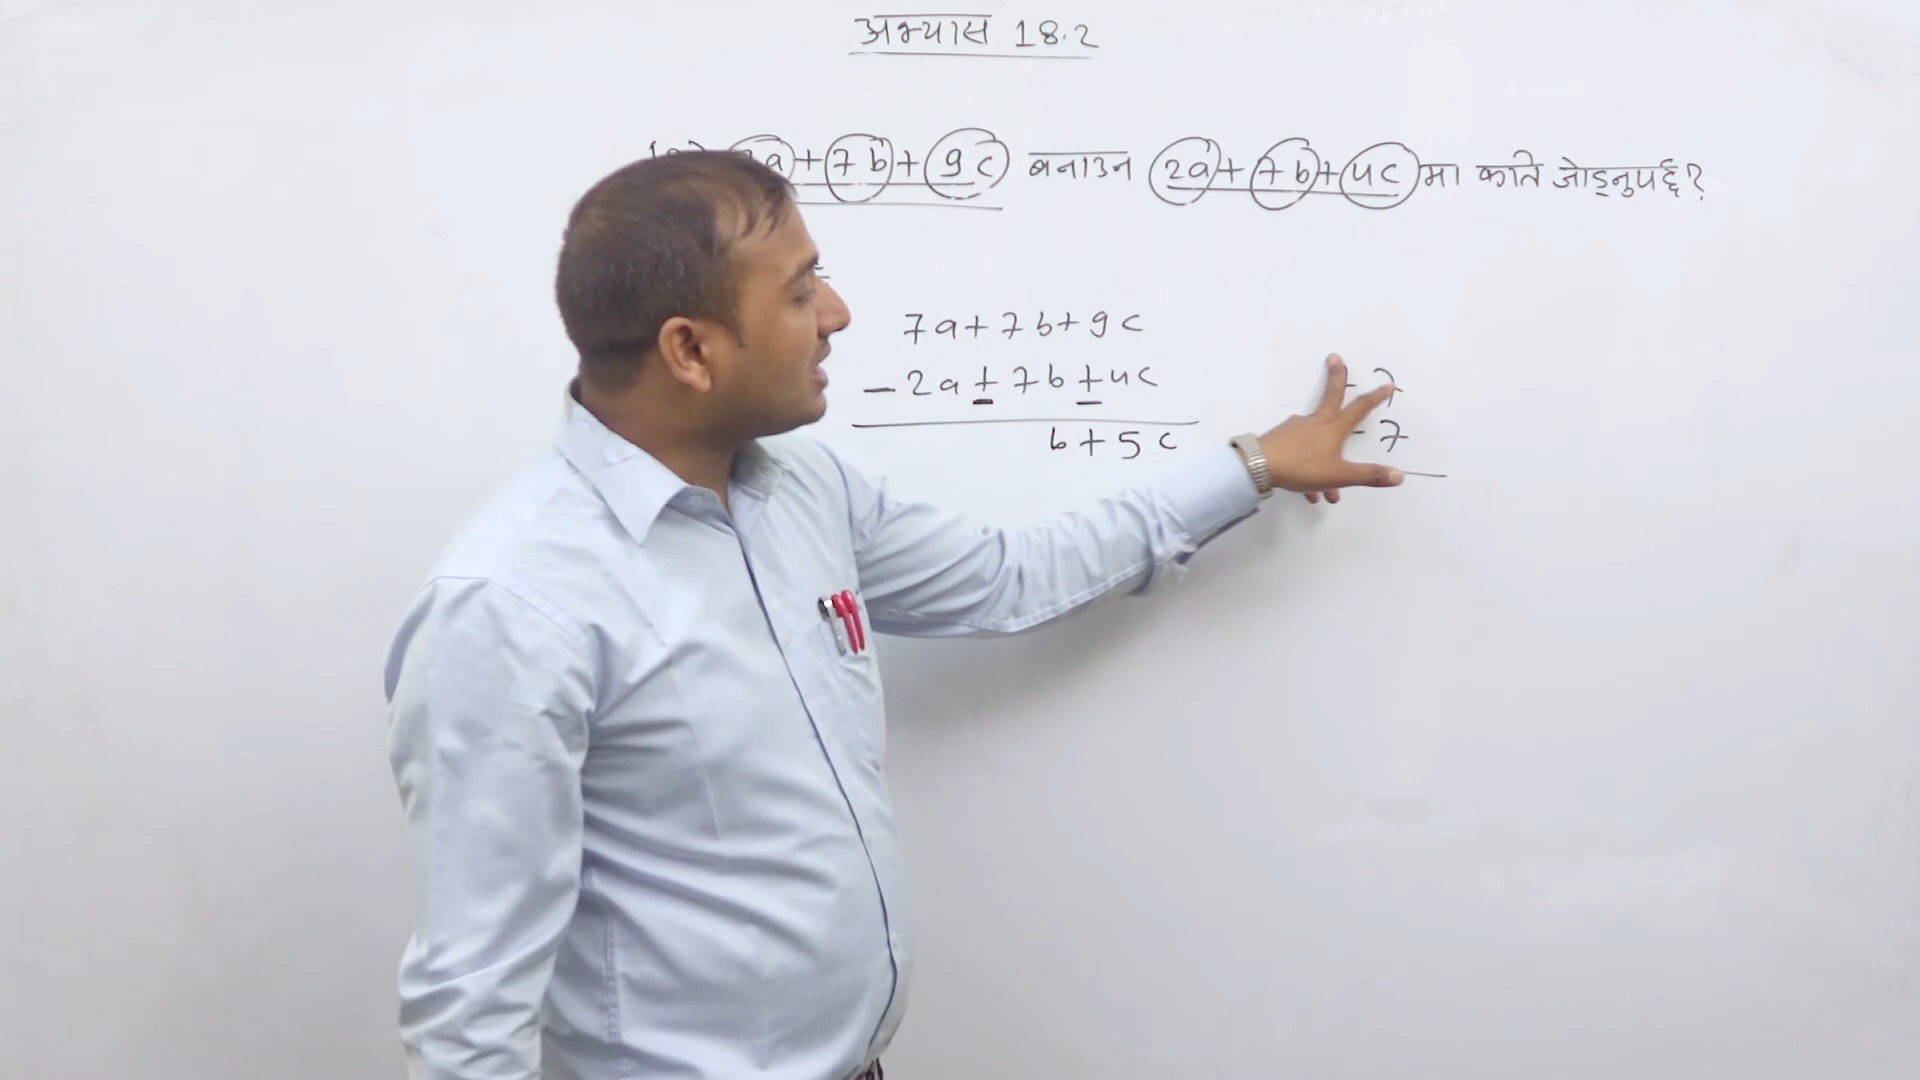 अभ्यास 18.2
a+7b+9c बनाउन 2a+7b+4c मा कति जोड्नुपर्छ?
7a+7b+9c
-2a+7b+4c
b+5c
7
-7